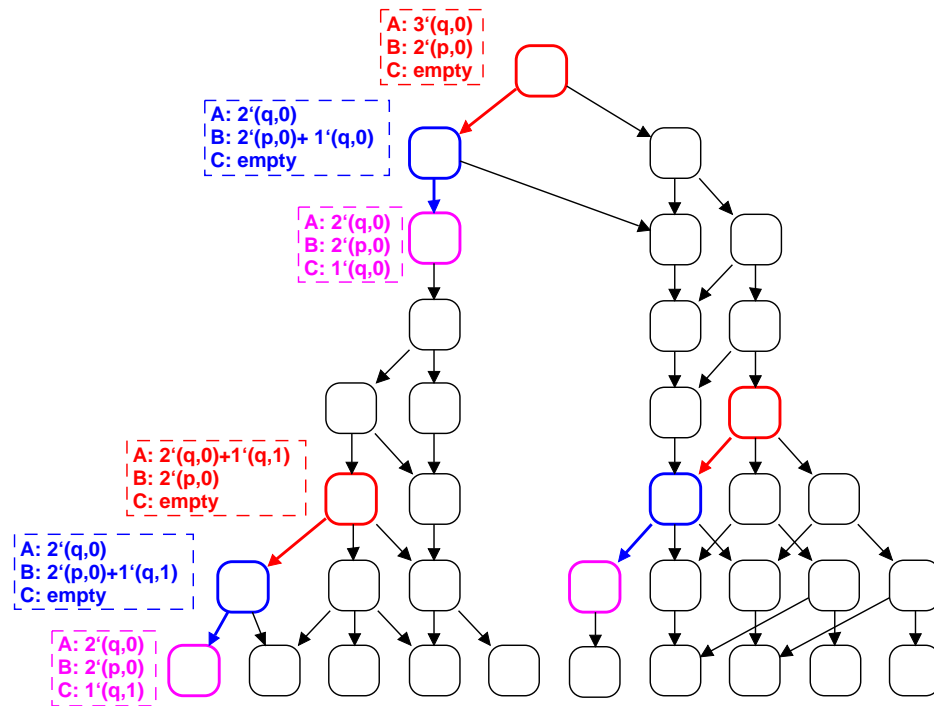 A: 3‘(q,0)
B: 2‘(p,0)
C: empty
A: 2‘(q,0)
B: 2‘(p,0)+ 1‘(q,0)
C: empty
A: 2‘(q,0)
B: 2‘(p,0)
C: 1‘(q,0)
A: 2‘(q,0)+1‘(q,1)
B: 2‘(p,0)
C: empty
A: 2‘(q,0)
B: 2‘(p,0)+1‘(q,1)
C: empty
A: 2‘(q,0)
B: 2‘(p,0)
C: 1‘(q,1)